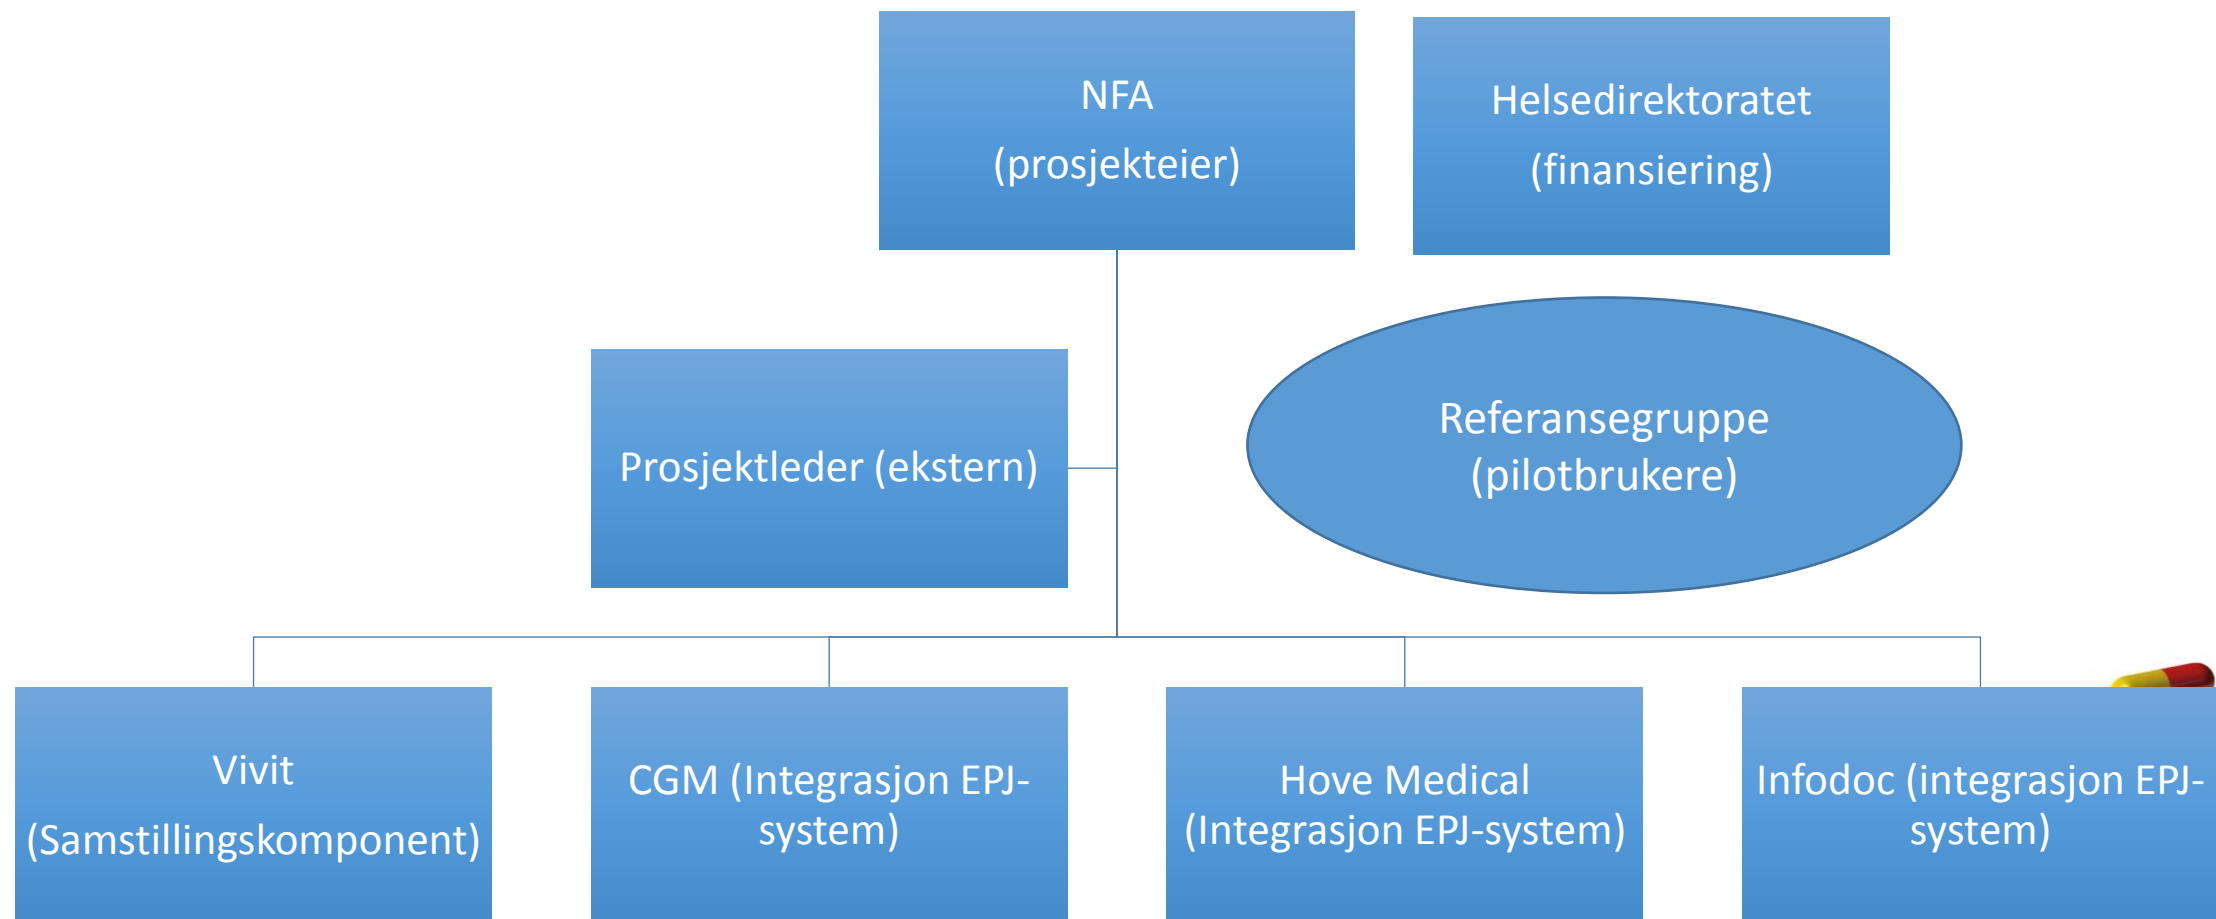 NFA
(prosjekteier)
Helsedirektoratet
(finansiering)
Prosjektleder (ekstern)
Referansegruppe
(pilotbrukere)
Vivit
(Samstillingskomponent)
CGM (Integrasjon EPJ-
system)
Hove Medical
(Integrasjon EPJ-system)
Infodoc (integrasjon EPJ-
system)